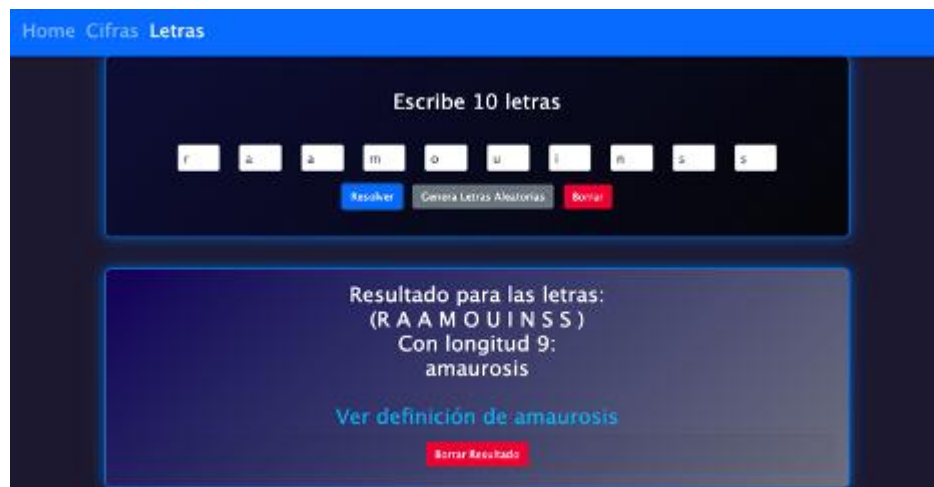 Home Cifras Letras
Escribe 10 letras
r a a m o u i n s s
Resolver Genera Letras Aleatorias Borrar
Resultado para las letras:
(R A A M O U I N S S )
Con longitud 9:
amaurosis
Ver definición de amaurosis
Borrar Resultado